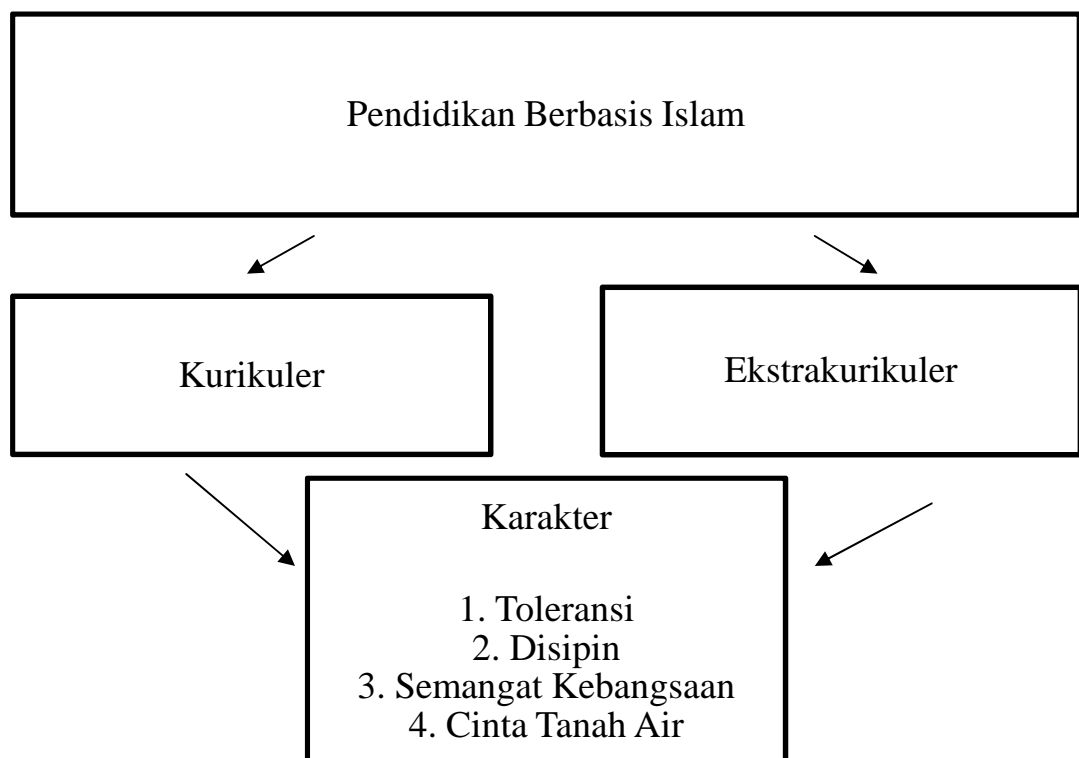 Pendidikan Berbasis Islam
Kurikuler
Ekstrakurikuler
Karakter
1. Toleransi
2. Disipin
3. Semangat Kebangsaan
4. Cinta Tanah Air